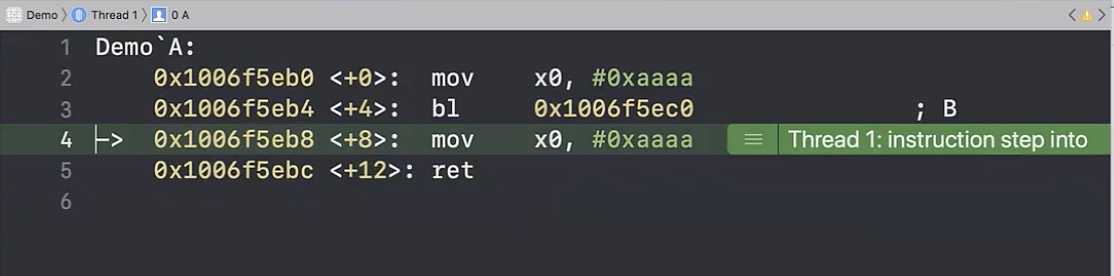 Demo 〉 Thread 1 〉 0 A
1 Demo`A:
2 0x1006f5eb0 <+0>: mov x0, #0xaaaa
3 0x1006f5eb4 <+4>: bl 0x1006f5ec0 ; B
4 -> 0x1006f5eb8 <+8>: mov x0, #0xaaaa Thread 1: instruction step into
5 0x1006f5ebc <+12>: ret
6